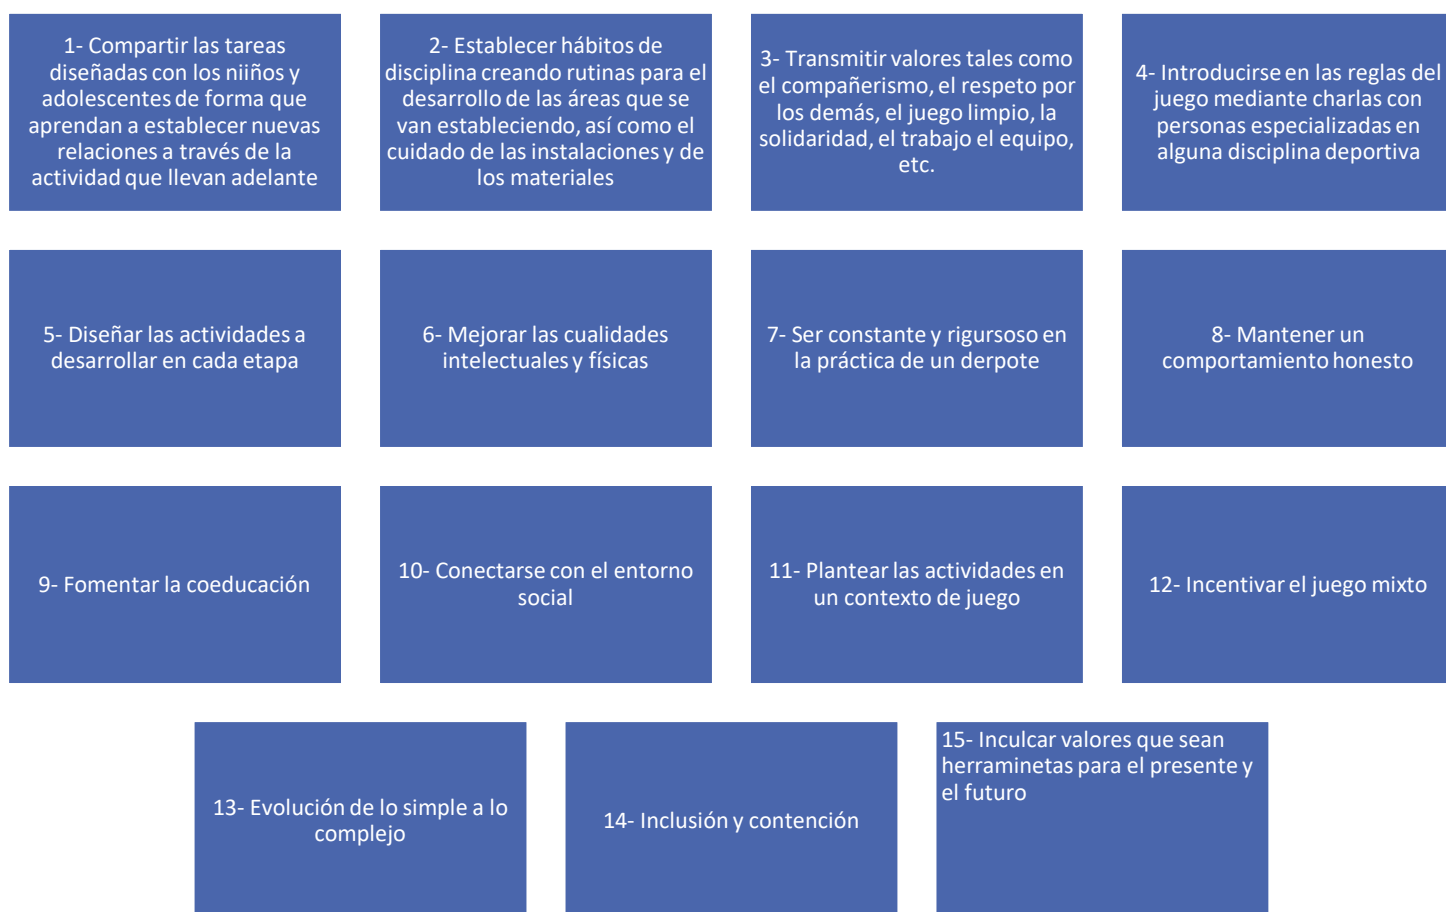 1- Compartir las tareas
diseñadas con los niiños y
adolescentes de forma que
aprendan a establecer nuevas
relaciones a través de la
actividad que llevan adelante
2- Establecer hábitos de
disciplina creando rutinas para el
desarrollo de las áreas que se
van estableciendo, así como el
cuidado de las instalaciones y de
los materiales
3- Transmitir valores tales como
el compañerismo, el respeto por
los demás, el juego limpio, la
solidaridad, el trabajo el equipo,
etc.
4- Introducirse en las reglas del
juego mediante charlas con
personas especializadas en
alguna disciplina deportiva
5- Diseñar las actividades a
desarrollar en cada etapa
6- Mejorar las cualidades
intelectuales y físicas
7- Ser constante y rigursoso en
la práctica de un derpote
8- Mantener un
comportamiento honesto
9- Fomentar la coeducación
10- Conectarse con el entorno
social
11- Plantear las actividades en
un contexto de juego
12- Incentivar el juego mixto
13- Evolución de lo simple a lo
complejo
14- Inclusión y contención
15- Inculcar valores que sean
herraminetas para el presente y
el futuro